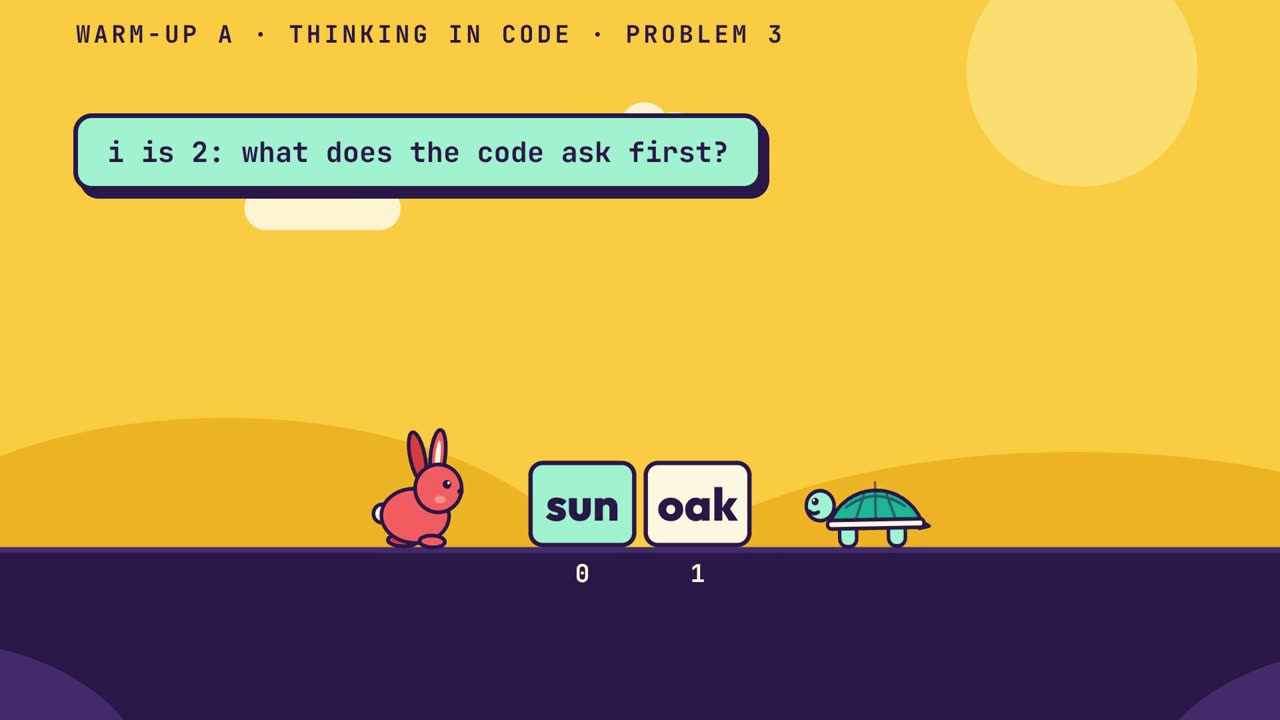 WARM-UP A · THINKING IN CODE · PROBLEM 3
i is 2: what does the code ask first?
sun oak
0 1